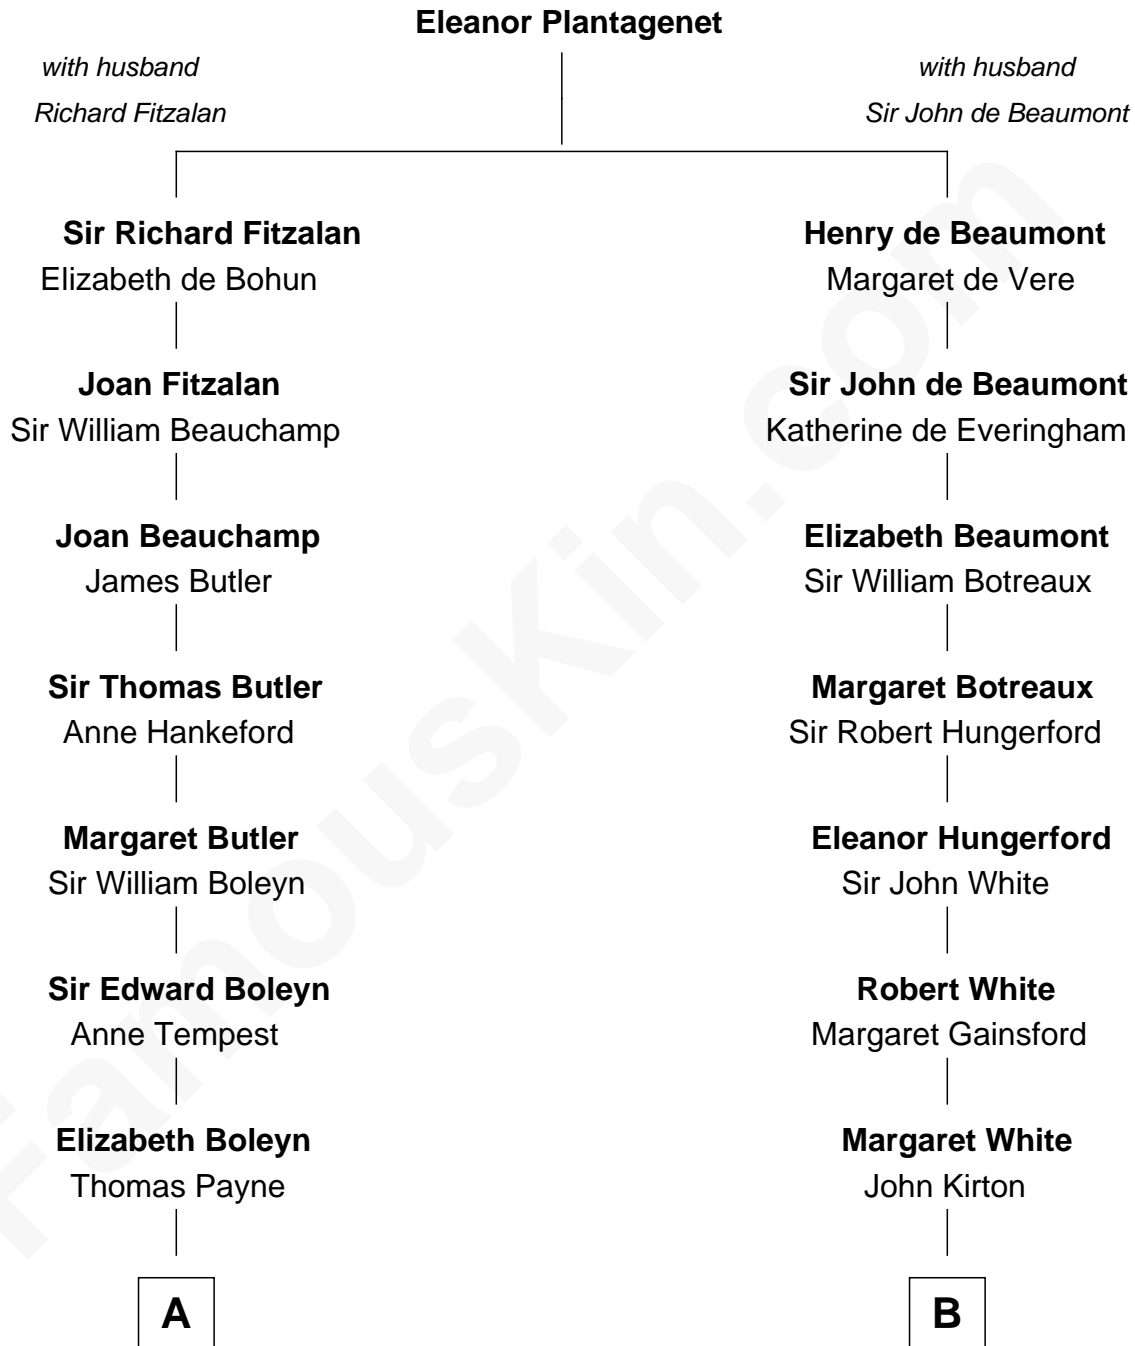 Eleanor Plantagenet
with husband
Richard Fitzalan
with husband
Sir John de Beaumont
Sir Richard Fitzalan
Elizabeth de Bohun
Joan Fitzalan
Sir William Beauchamp
Joan Beauchamp
James Butler
Sir Thomas Butler
Anne Hankeford
Margaret Butler
Sir William Boleyn
Sir Edward Boleyn
Anne Tempest
Elizabeth Boleyn
Thomas Payne
A
Henry de Beaumont
Margaret de Vere
Sir John de Beaumont
Katherine de Everingham
Elizabeth Beaumont
Sir William Botreaux
Margaret Botreaux
Sir Robert Hungerford
Eleanor Hungerford
Sir John White
Robert White
Margaret Gainsford
Margaret White
John Kirton
B
FamousKin.com